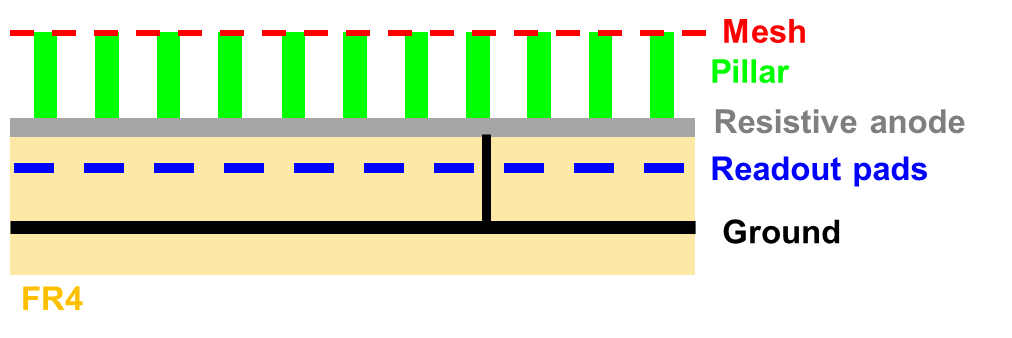 Mesh
Pillar
Resistive anode
Readout pads
Ground
FR4